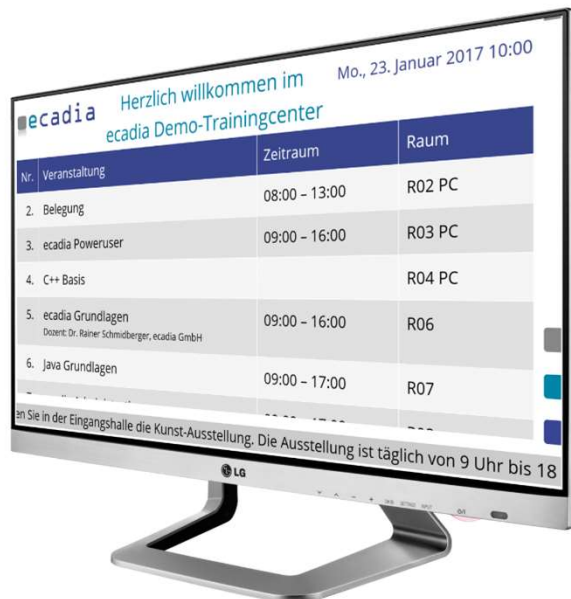 ecadia
Herzlich willkommen im
ecadia Demo-Trainingcenter
Mo., 23. Januar 2017 10:00
Nr. Veranstaltung Zeitraum Raum
2. Belegung 08:00 – 13:00 R02 PC
3. ecadia Poweruser 09:00 – 16:00 R03 PC
4. C++ Basis R04 PC
5. ecadia Grundlagen 09:00 – 16:00 R06
Dozent: Dr. Rainer Schmidberger, ecadia GmbH
6. Java Grundlagen 09:00 – 17:00 R07
en Sie in der Eingangshalle die Kunst-Ausstellung. Die Ausstellung ist täglich von 9 Uhr bis 18
LG